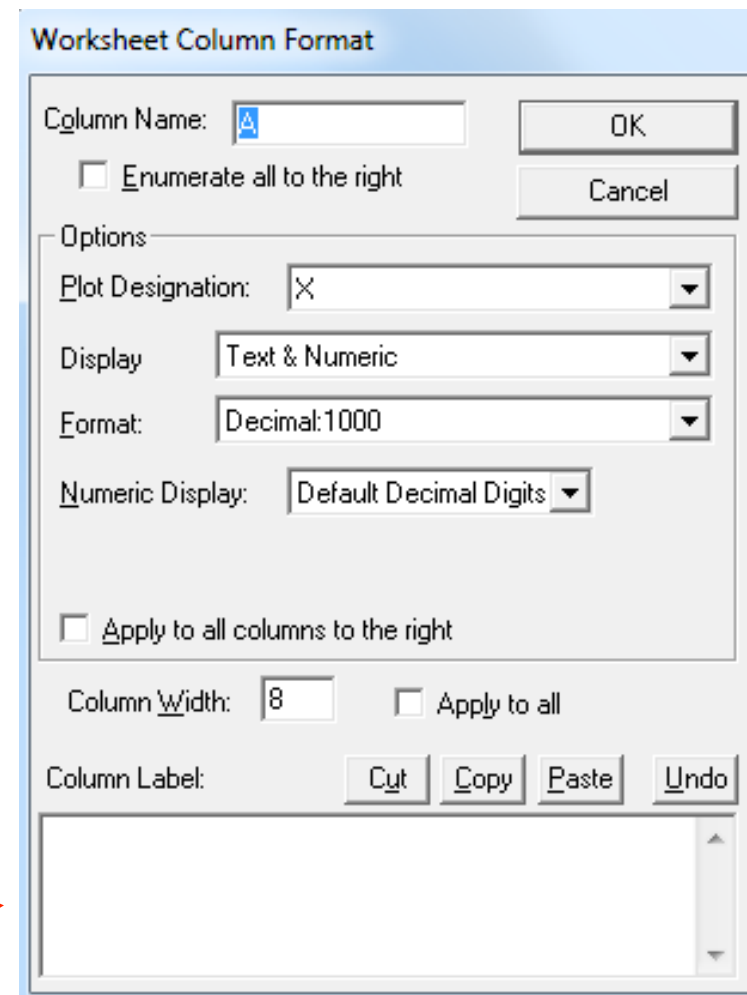 Worksheet Column Format
Column Name: A
OK
Enumerate all to the right
Cancel
Options
Plot Designation: X
Display Text & Numeric
Format: Decimal:1000
Numeric Display: Default Decimal Digits
Apply to all columns to the right
Column Width: 8 Apply to all
Column Label: Cut Copy Paste Undo